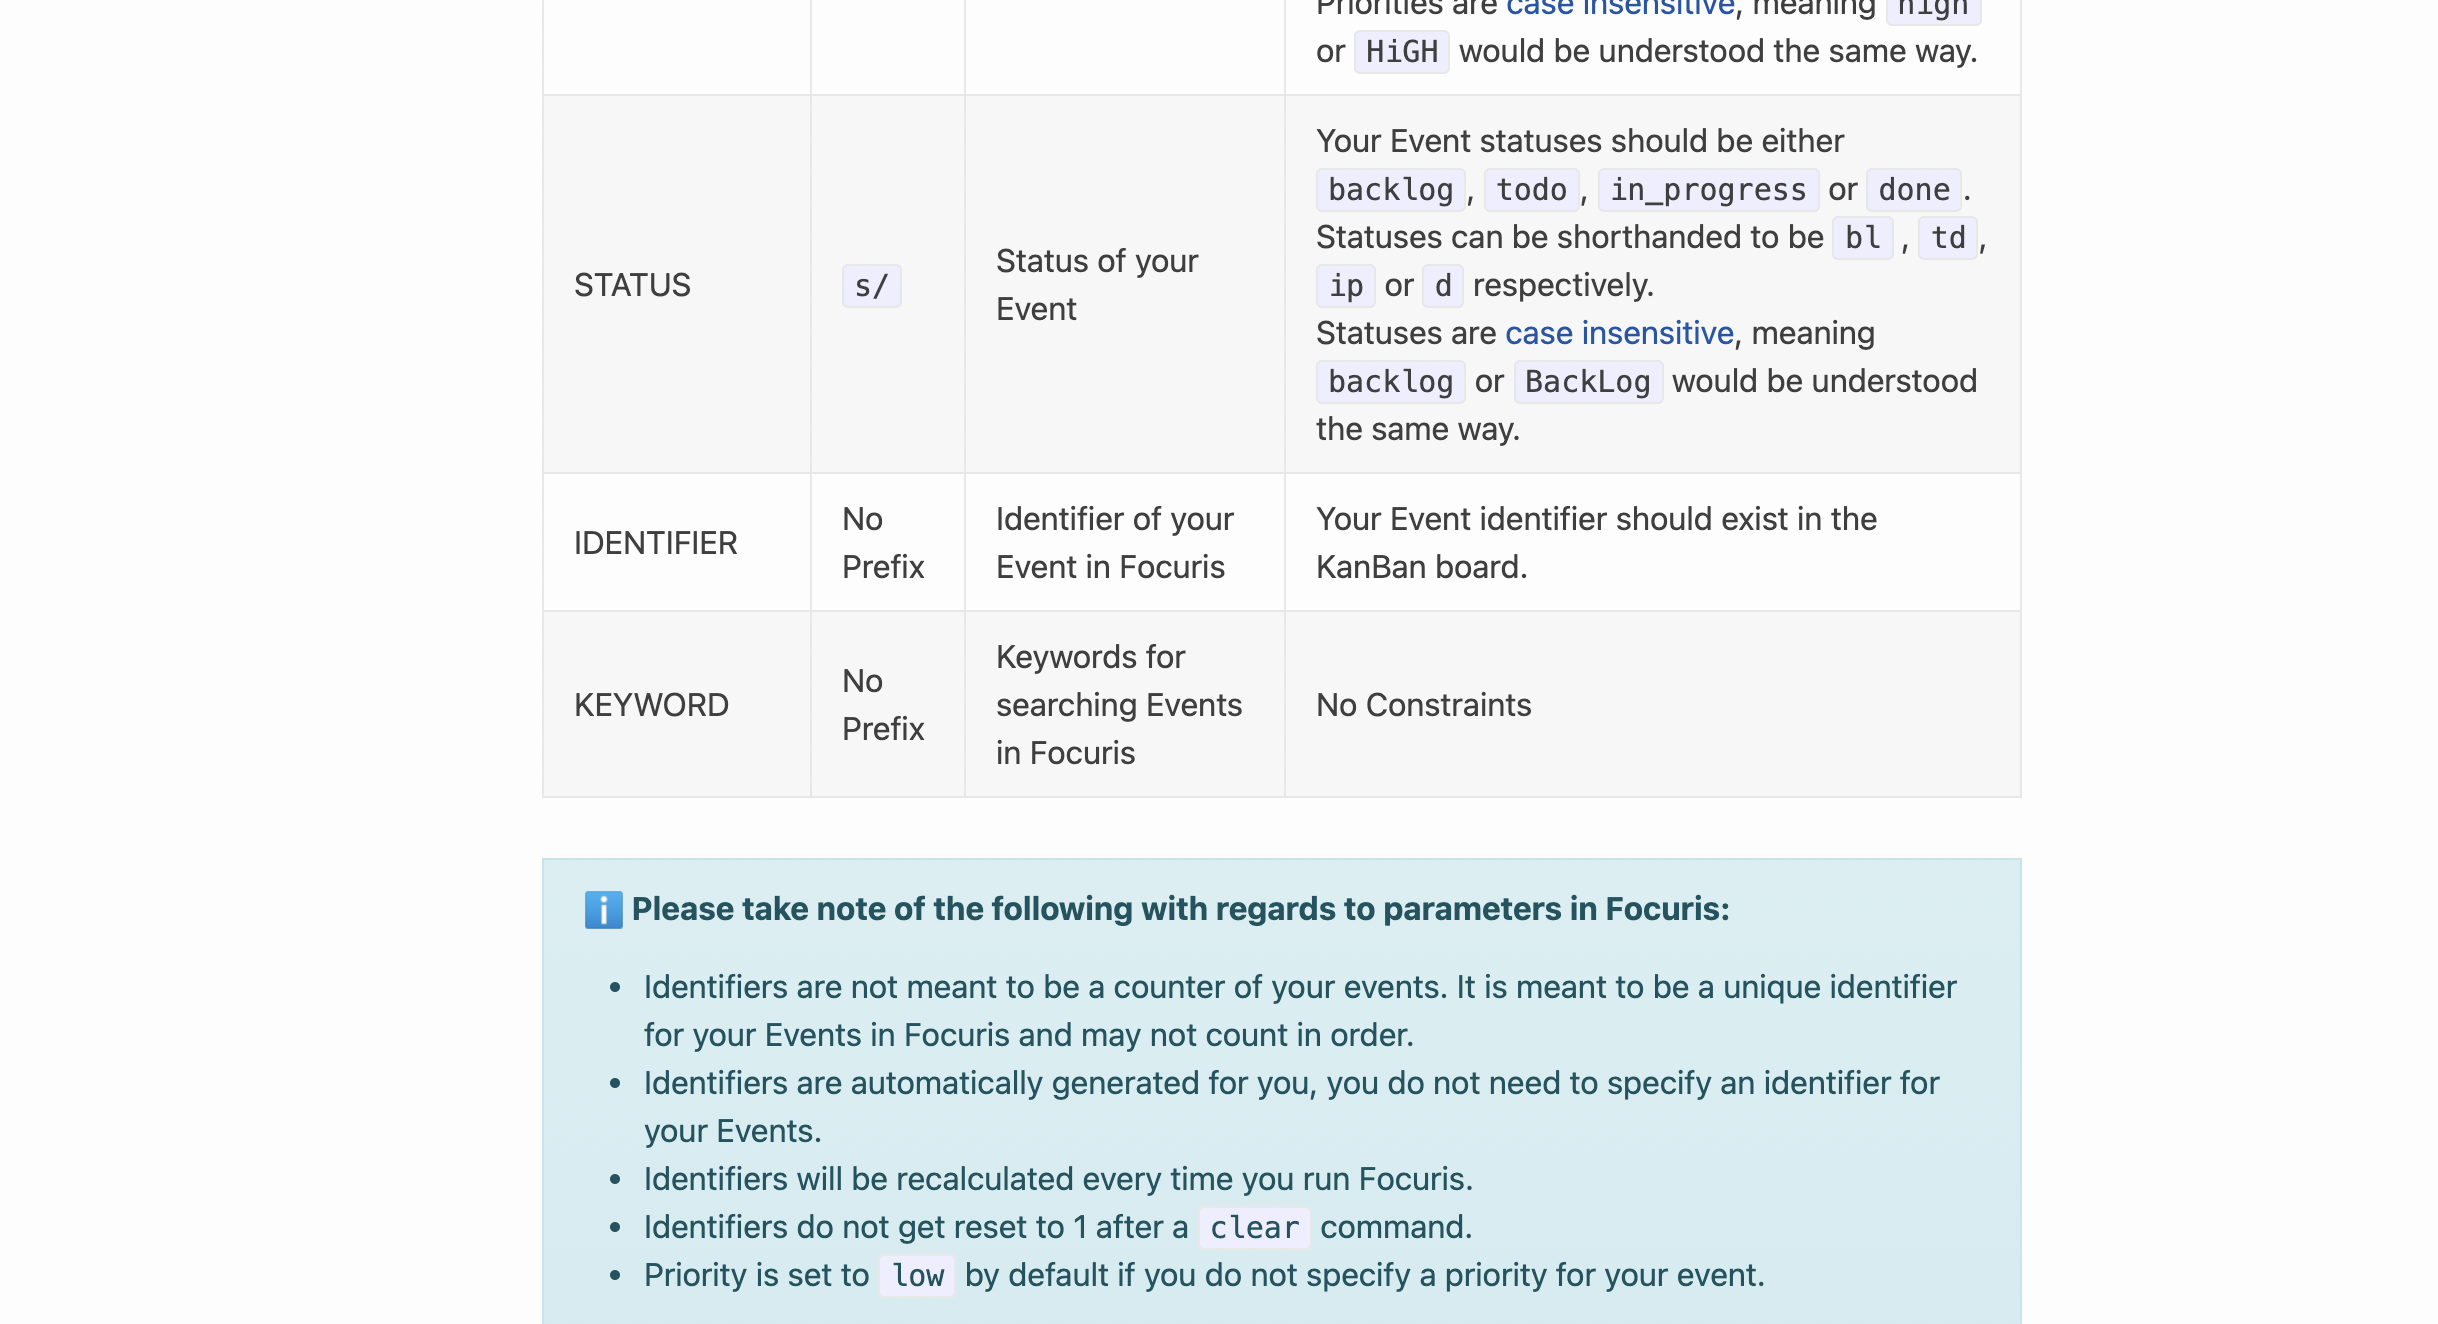 Priorities are case insensitive, meaning high
or HiGH would be understood the same way.
STATUS
s/
Status of your
Event
Your Event statuses should be either
backlog, todo, in_progress or done.
Statuses can be shorthanded to be bl, td,
ip or d respectively.
Statuses are case insensitive, meaning
backlog or BackLog would be understood
the same way.
IDENTIFIER
No
Prefix
Identifier of your
Event in Focuris
Your Event identifier should exist in the
KanBan board.
KEYWORD
No
Prefix
Keywords for
searching Events
in Focuris
No Constraints
ℹ️ Please take note of the following with regards to parameters in Focuris:
• Identifiers are not meant to be a counter of your events. It is meant to be a unique identifier
for your Events in Focuris and may not count in order.
• Identifiers are automatically generated for you, you do not need to specify an identifier for
your Events.
• Identifiers will be recalculated every time you run Focuris.
• Identifiers do not get reset to 1 after a clear command.
• Priority is set to low by default if you do not specify a priority for your event.